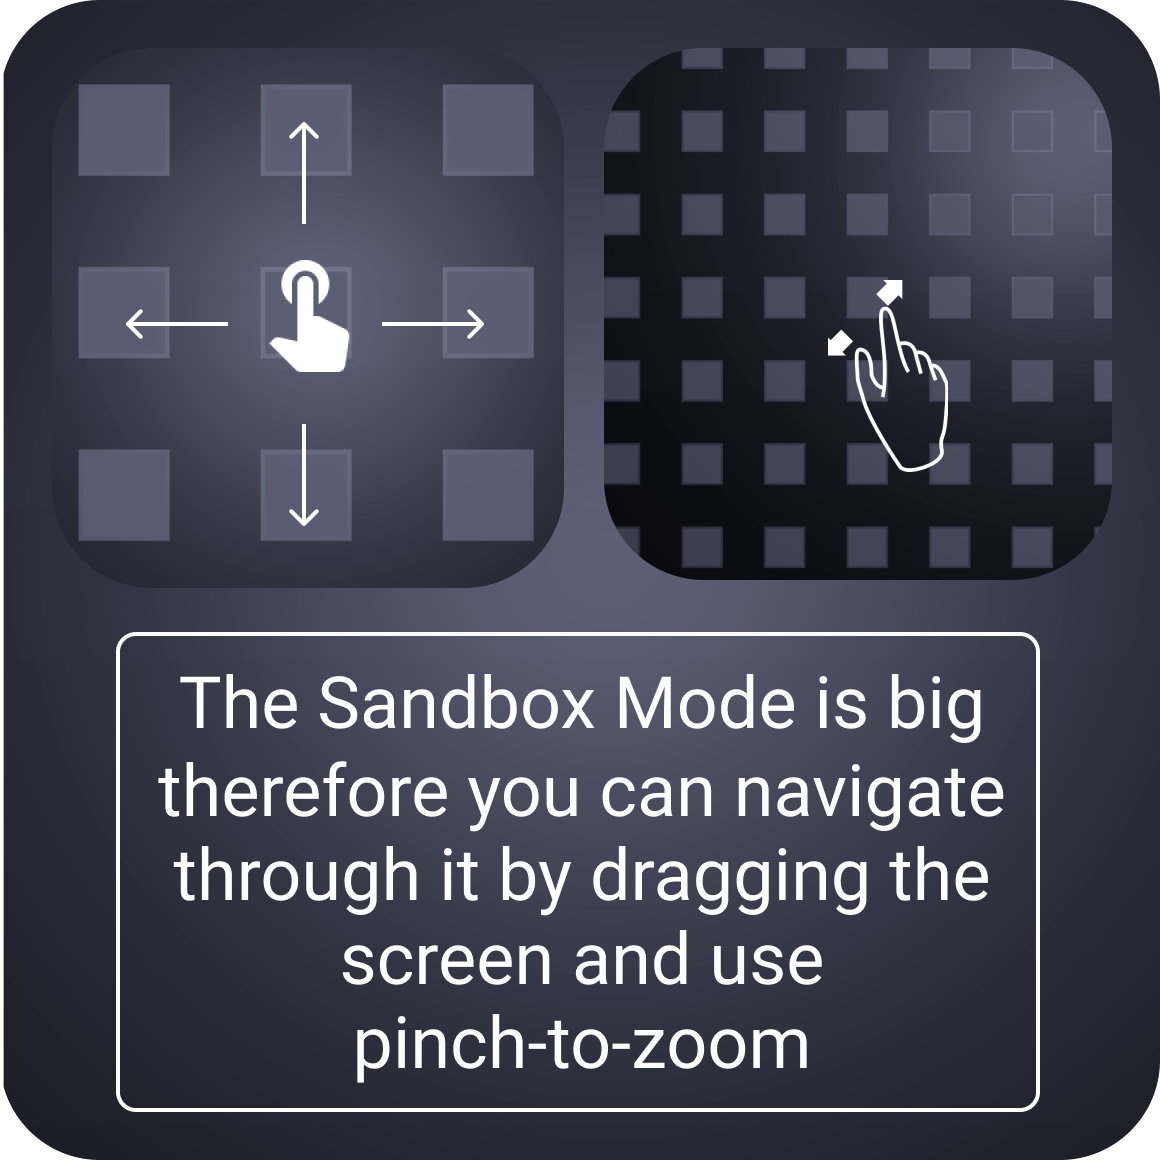 The Sandbox Mode is big
therefore you can navigate
through it by dragging the
screen and use
pinch-to-zoom